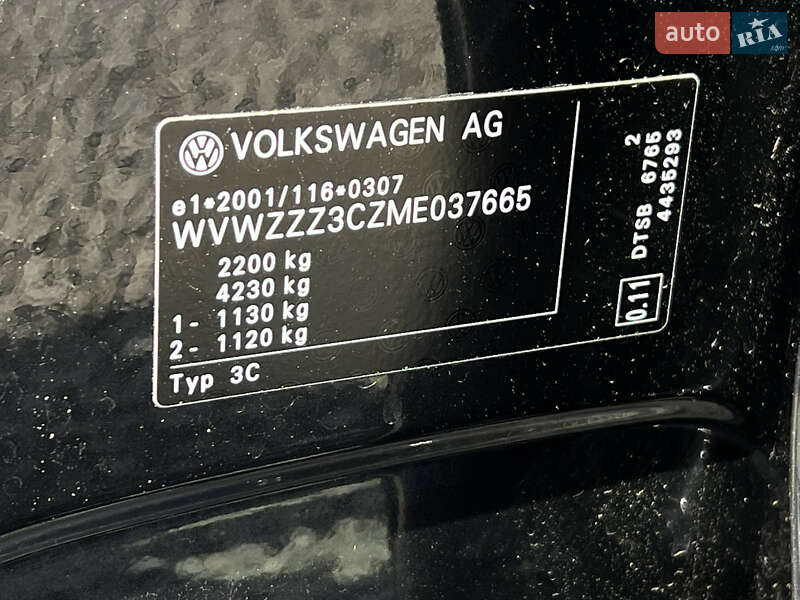 auto RIA
.com
VOLKSWAGEN AG
e1*2001/116*0307
WVWZZZ3CZME037665
2200 kg
4230 kg
1- 1130 kg
2- 1120 kg
Typ 3C
0.11
DTSB 6765 2
4435293